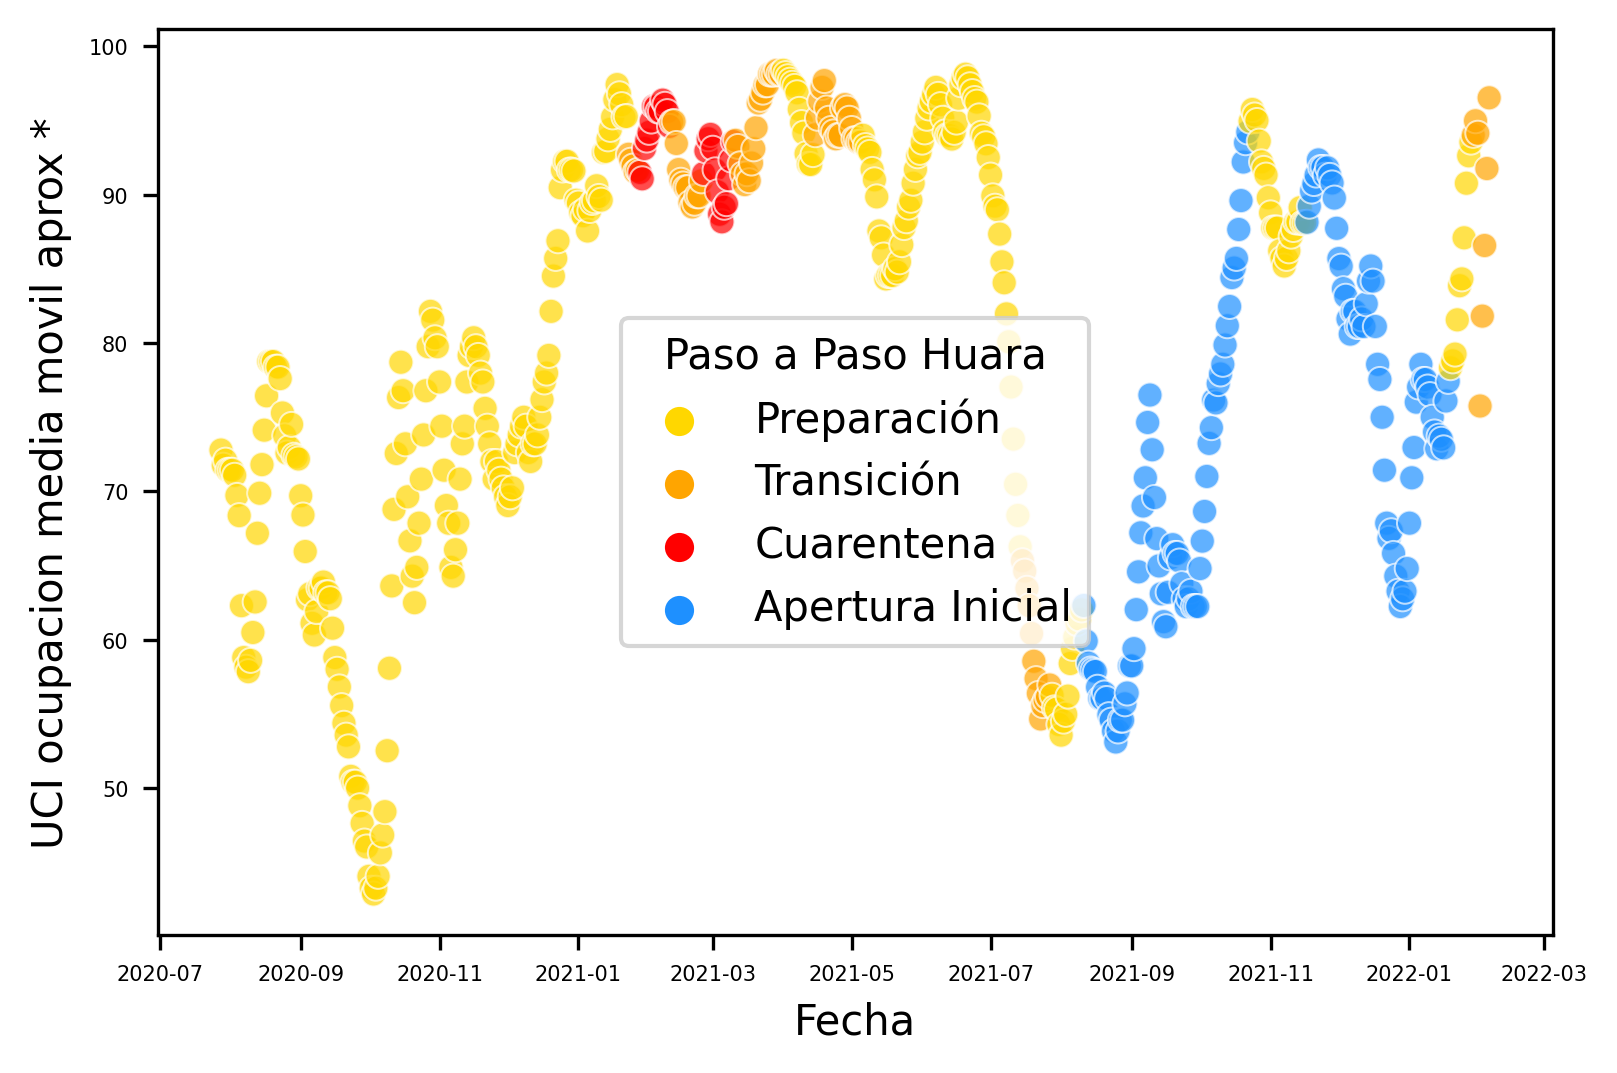 UCI ocupacion media movil aprox *
100
90
80
70
60
50
Paso a Paso Huara
Preparación
Transición
Cuarentena
Apertura Inicial
2020-07 2020-09 2020-11 2021-01 2021-03 2021-05 2021-07 2021-09 2021-11 2022-01 2022-03
Fecha